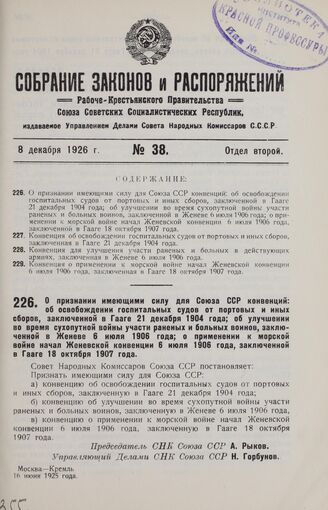 БИБЛИОТЕКА
Института
КРАСНОЙ ПРОФЕССУРЫ
Инв. №
СОБРАНИЕ ЗАКОНОВ и РАСПОРЯЖЕНИЙ
Рабоче-Крестьянского Правительства
Союза Советских Социалистических Республик,
издаваемое Управлением Делами Совета Народных Комиссаров С.С.С.Р
8 декабря 1926 г. № 38. Отдел второй.
СОДЕРЖАНИЕ:
226. О признании имеющими силу для Союза ССР конвенций: об освобождении
госпитальных судов от портовых и иных сборов, заключенной в Гааге
21 декабря 1904 года; об улучшении во время сухопутной войны участи
раненых и больных воинов, заключенной в Женеве 6 июля 1906 года; о при-
менении к морской войне начал Женевской конвенции 6 июля 1906 года,
заключенной в Гааге 18 октября 1907 года.
227. Конвенция об освобождении госпитальных судов от портовых и иных сборов,
заключенная в Гааге 21 декабря 1904 года.
228. Конвенция для улучшения участи раненых и больных в действующих
армиях, заключенная в Женеве 6 июля 1906 года.
229. Конвенция о применении к морской войне начал Женевской конвенции
6 июля 1906 года, заключенная в Гааге 18 октября 1907 года.
226. О признании имеющими силу для Союза ССР конвенций:
об освобождении госпитальных судов от портовых и иных
сборов, заключенной в Гааге 21 декабря 1904 года; об улучшении
во время сухопутной войны участи раненых и больных воинов, заклю-
ченной в Женеве 6 июля 1906 года; о применении к морской
войне начал Женевской конвенции 6 июля 1906 года, заключенной
в Гааге 18 октября 1907 года.
Совет Народных Комиссаров Союза ССР постановляет:
Признать имеющими силу для Союза ССР:
а) конвенцию об освобождении госпитальных судов от портовых
и иных сборов, заключенную в Гааге 21 декабря 1904 года;
б) конвенцию об улучшении во время сухопутной войны участи
раненых и больных воинов, заключенную в Женеве 6 июля 1906 года;
в) конвенцию о применении к морской войне начал Женевской
конвенции 6 июля 1906 года, заключенную в Гааге 18 октября
1907 года.
Председатель СНК Союза ССР А. Рыков.
Управляющий Делами СНК Союза ССР Н. Горбунов.
Москва—Кремль
16 июня 1925 года.
255